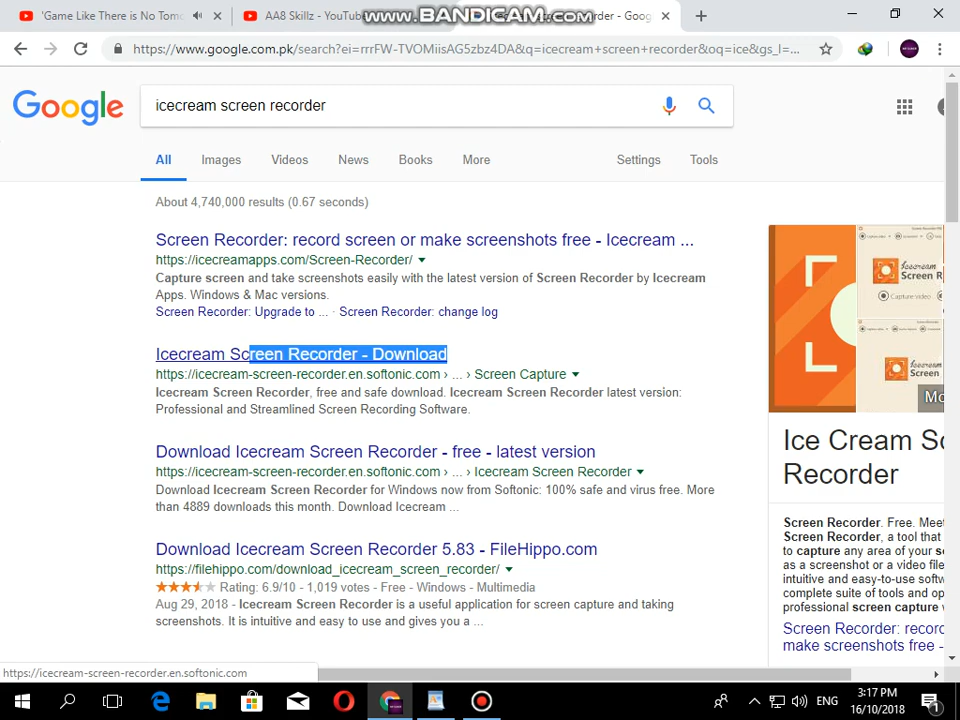 'Game Like There is No Tomo
AA8 Skillz - YouTub
www.BANDICAM.com
order - Goog
https://www.google.com.pk/search?ei=rrrFW-TVOMiisAG5zbz4DA&q=icecream+screen+recorder&oq=ice&gs_l=...
Google
icecream screen recorder
All Images Videos News Books More Settings Tools
About 4,740,000 results (0.67 seconds)
Screen Recorder: record screen or make screenshots free - Icecream ...
https://icecreamapps.com/Screen-Recorder/
Capture screen and take screenshots easily with the latest version of Screen Recorder by Icecream
Apps. Windows & Mac versions.
Screen Recorder: Upgrade to ... · Screen Recorder: change log
Icecream Screen Recorder - Download
https://icecream-screen-recorder.en.softonic.com › ... › Screen Capture
Icecream Screen Recorder, free and safe download. Icecream Screen Recorder latest version:
Professional and Streamlined Screen Recording Software.
Download Icecream Screen Recorder - free - latest version
https://icecream-screen-recorder.en.softonic.com › ... › Icecream Screen Recorder
Download Icecream Screen Recorder for Windows now from Softonic: 100% safe and virus free. More
than 4889 downloads this month. Download Icecream ...
Download Icecream Screen Recorder 5.83 - FileHippo.com
https://filehippo.com/download_icecream_screen_recorder/
Rating: 6.9/10 - 1,019 votes - Free - Windows - Multimedia
Aug 29, 2018 - Icecream Screen Recorder is a useful application for screen capture and taking
screenshots. It is intuitive and easy to use and gives you a ...
Icecream
Screen R
Capture video
Icecream
Screen
Mo
Ice Cream Sc
Recorder
Screen Recorder. Free. Meet
Screen Recorder, a tool that
to capture any area of your s
as a screenshot or a video file
intuitive and easy-to-use softw
complete suite of tools and op
professional screen capture
Screen Recorder: record
make screenshots free -
https://icecream-screen-recorder.en.softonic.com
ENG
3:17 PM
16/10/2018
1